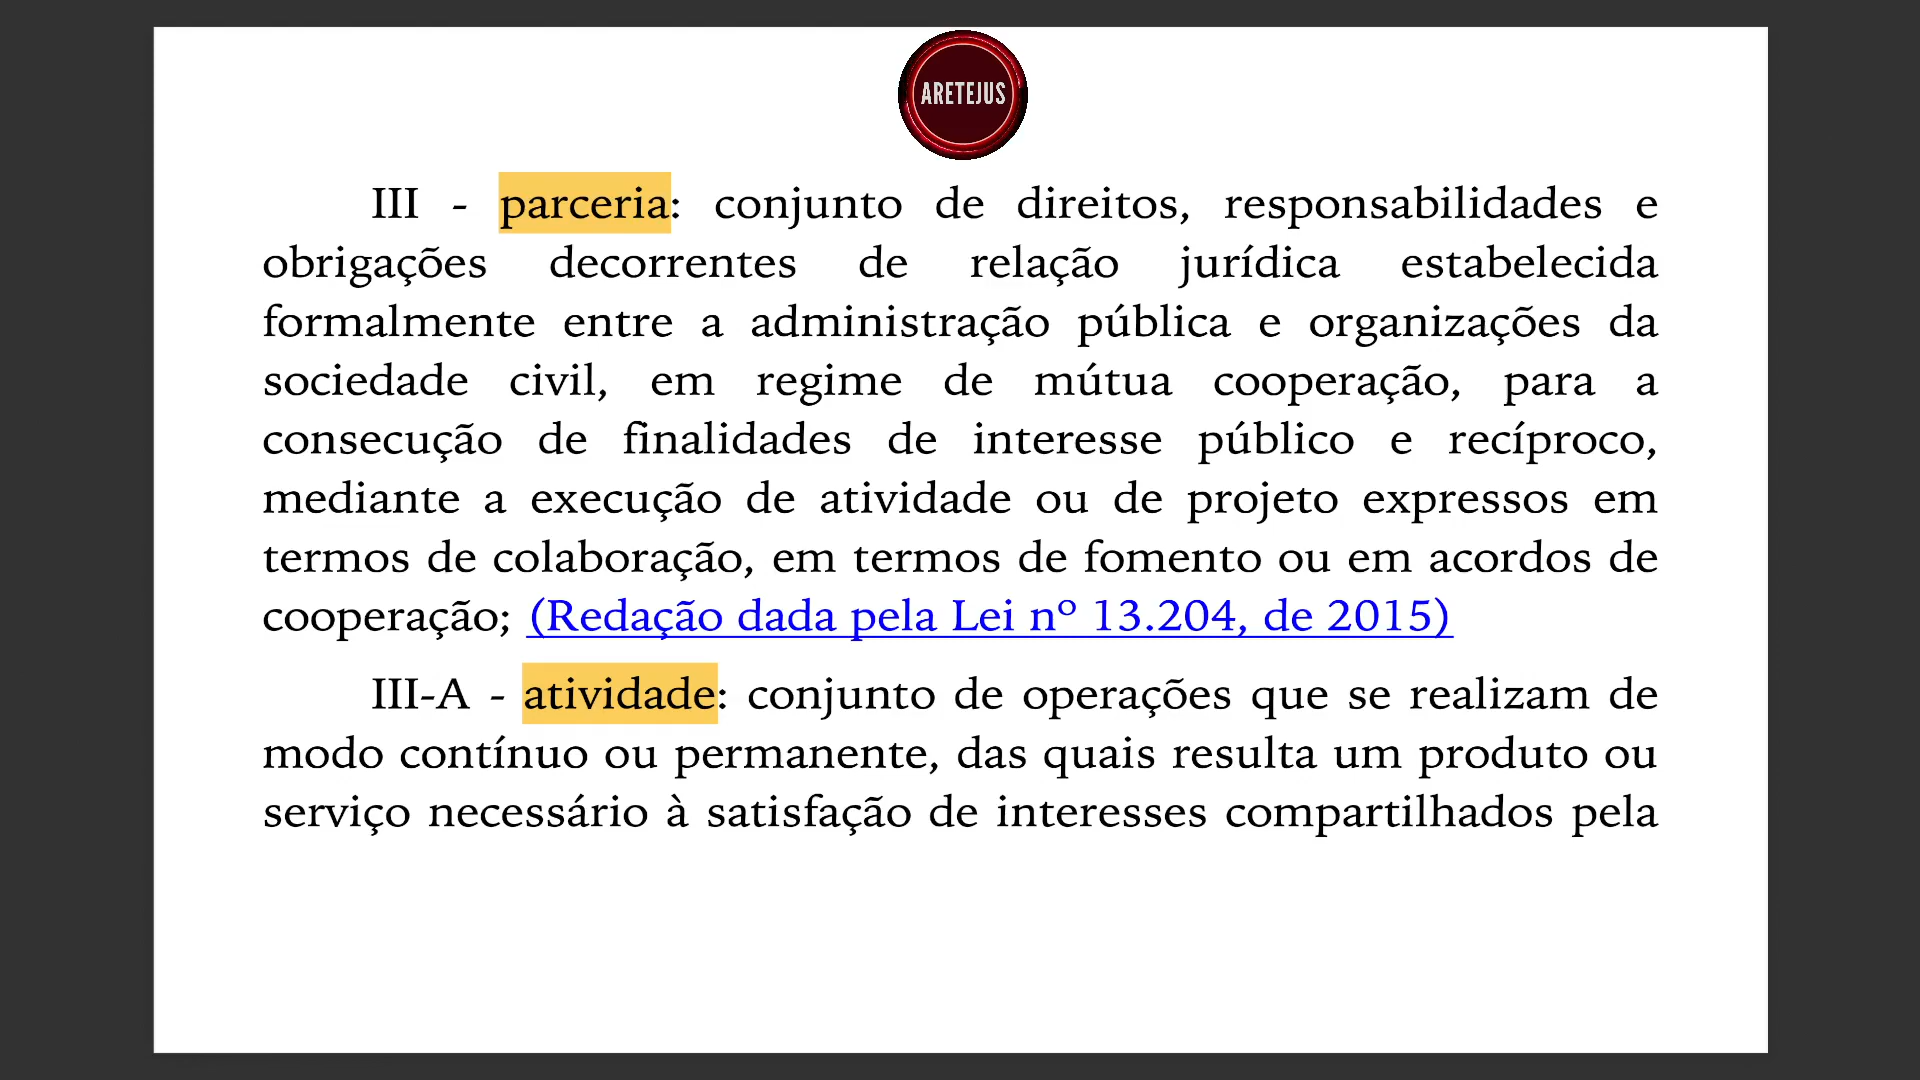 ARETEJUS
III - parceria: conjunto de direitos, responsabilidades e
obrigações decorrentes de relação jurídica estabelecida
formalmente entre a administração pública e organizações da
sociedade civil, em regime de mútua cooperação, para a
consecução de finalidades de interesse público e recíproco,
mediante a execução de atividade ou de projeto expressos em
termos de colaboração, em termos de fomento ou em acordos de
cooperação; (Redação dada pela Lei nº 13.204, de 2015)
III-A - atividade: conjunto de operações que se realizam de
modo contínuo ou permanente, das quais resulta um produto ou
serviço necessário à satisfação de interesses compartilhados pela